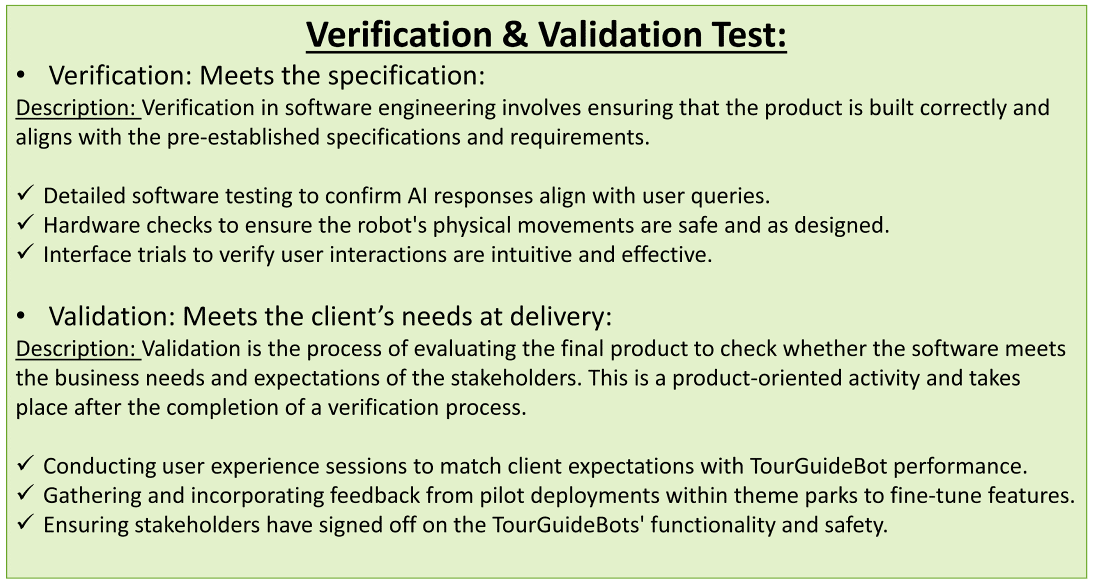 Verification & Validation Test:
• Verification: Meets the specification:
Description: Verification in software engineering involves ensuring that the product is built correctly and
aligns with the pre-established specifications and requirements.
✓ Detailed software testing to confirm AI responses align with user queries.
✓ Hardware checks to ensure the robot's physical movements are safe and as designed.
✓ Interface trials to verify user interactions are intuitive and effective.
• Validation: Meets the client’s needs at delivery:
Description: Validation is the process of evaluating the final product to check whether the software meets
the business needs and expectations of the stakeholders. This is a product-oriented activity and takes
place after the completion of a verification process.
✓ Conducting user experience sessions to match client expectations with TourGuideBot performance.
✓ Gathering and incorporating feedback from pilot deployments within theme parks to fine-tune features.
✓ Ensuring stakeholders have signed off on the TourGuideBots' functionality and safety.